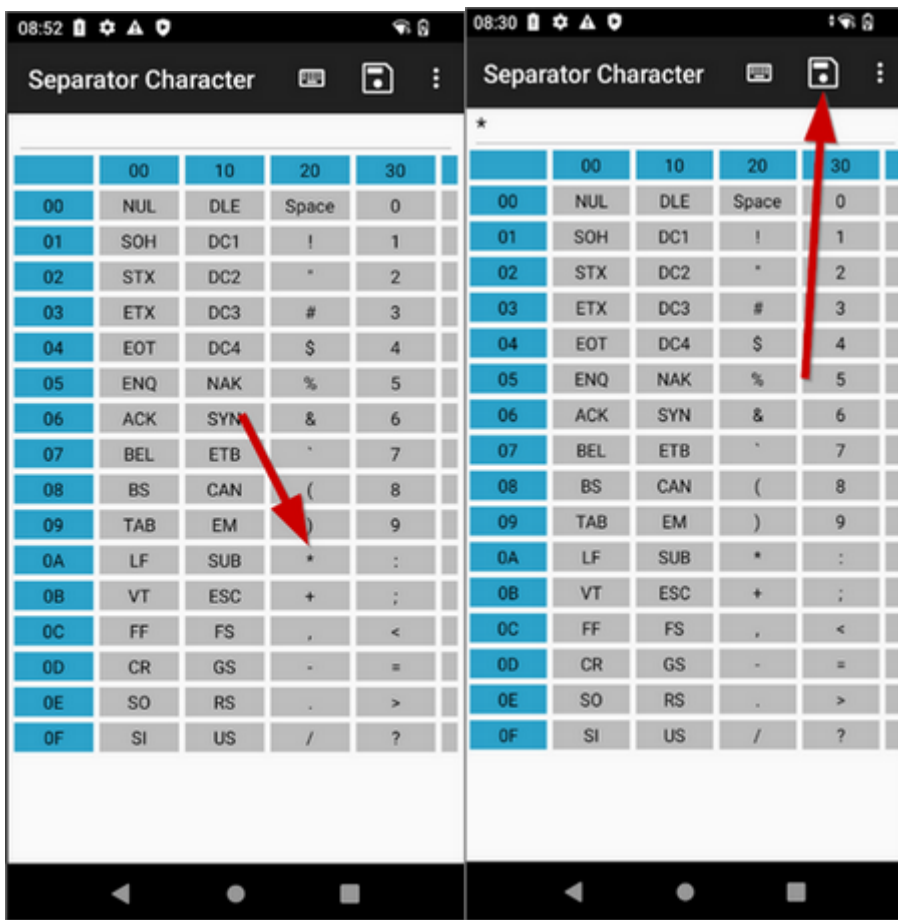 08:52
Separator Character
00 10 20 30
00 NUL DLE Space 0
01 SOH DC1 ! 1
02 STX DC2 " 2
03 ETX DC3 # 3
04 EOT DC4 $ 4
05 ENQ NAK % 5
06 ACK SYN & 6
07 BEL ETB ` 7
08 BS CAN ( 8
09 TAB EM ) 9
0A LF SUB * :
0B VT ESC + ;
0C FF FS , <
0D CR GS - =
0E SO RS . >
0F SI US / ?
08:30
Separator Character
*
00 10 20 30
00 NUL DLE Space 0
01 SOH DC1 ! 1
02 STX DC2 " 2
03 ETX DC3 # 3
04 EOT DC4 $ 4
05 ENQ NAK % 5
06 ACK SYN & 6
07 BEL ETB ` 7
08 BS CAN ( 8
09 TAB EM ) 9
0A LF SUB * :
0B VT ESC + ;
0C FF FS , <
0D CR GS - =
0E SO RS . >
0F SI US / ?